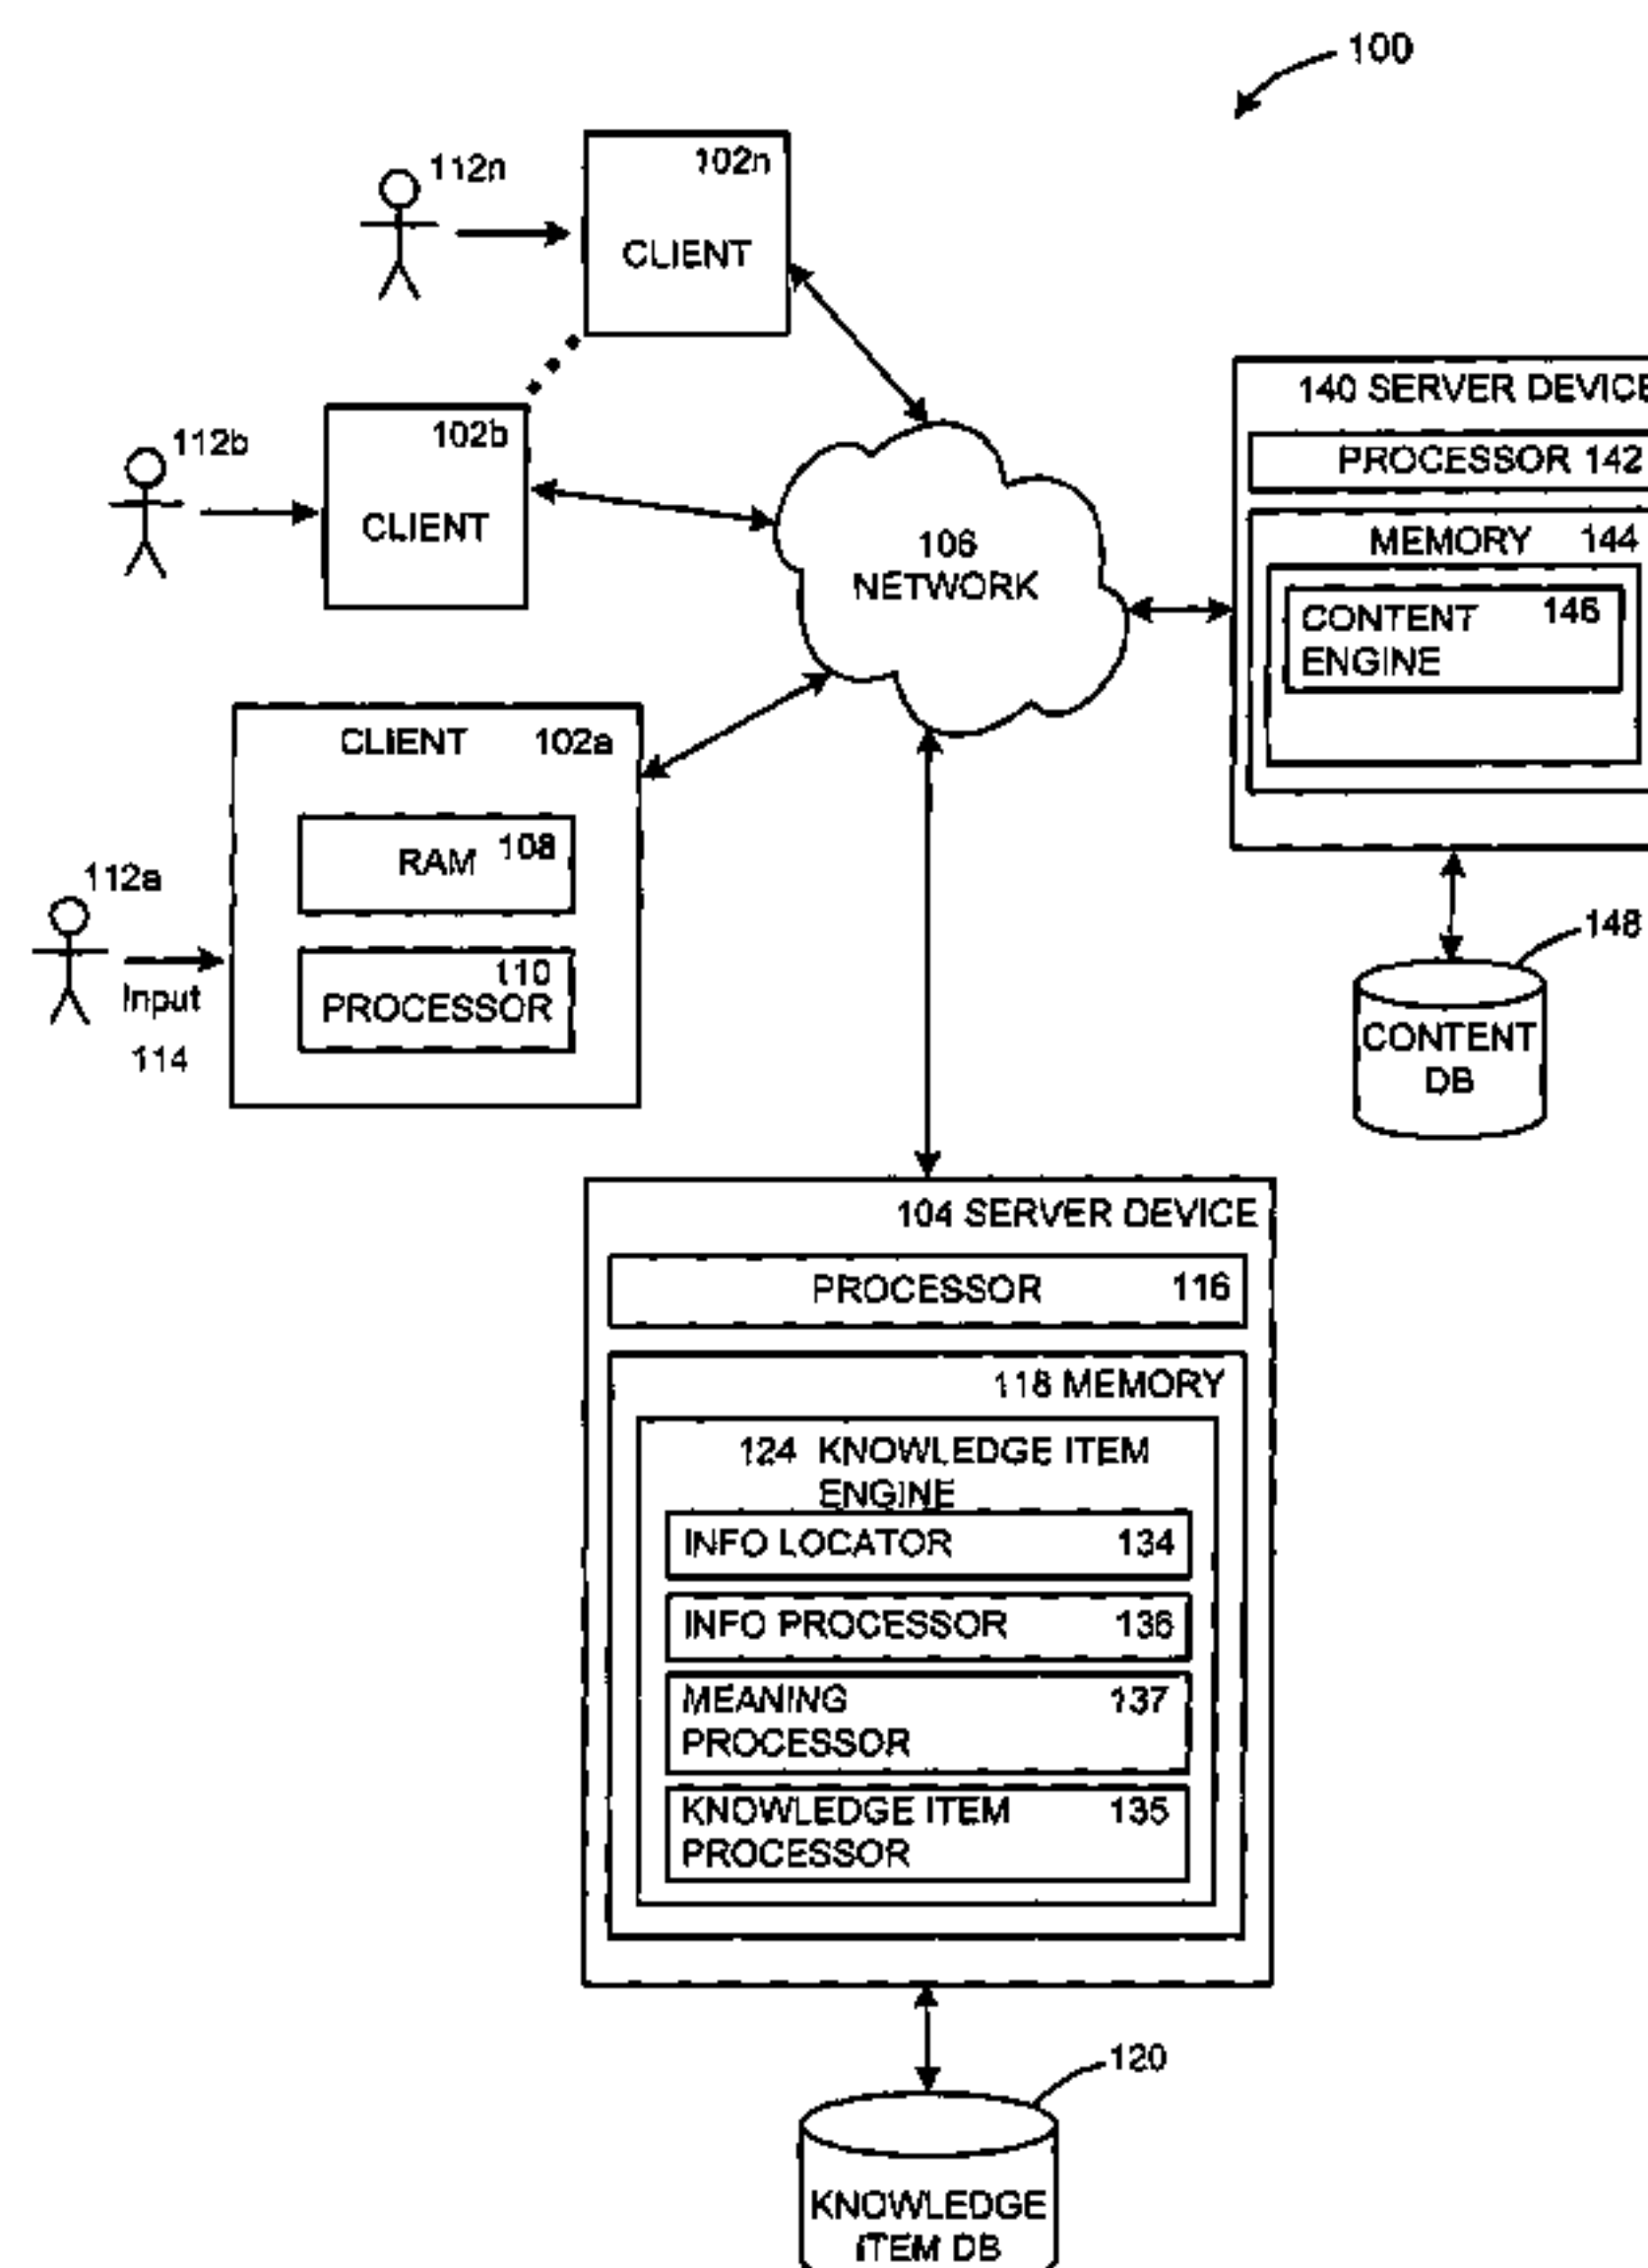 100
112n
102n
CLIENT
112b
102b
CLIENT
106
NETWORK
140 SERVER DEVICE
PROCESSOR 142
MEMORY 144
CONTENT 146
ENGINE
CLIENT 102a
RAM 108
110
PROCESSOR
112a
Input
114
148
CONTENT
DB
104 SERVER DEVICE
PROCESSOR 116
118 MEMORY
124 KNOWLEDGE ITEM
ENGINE
INFO LOCATOR 134
INFO PROCESSOR 136
MEANING 137
PROCESSOR
KNOWLEDGE ITEM 135
PROCESSOR
120
KNOWLEDGE
ITEM DB